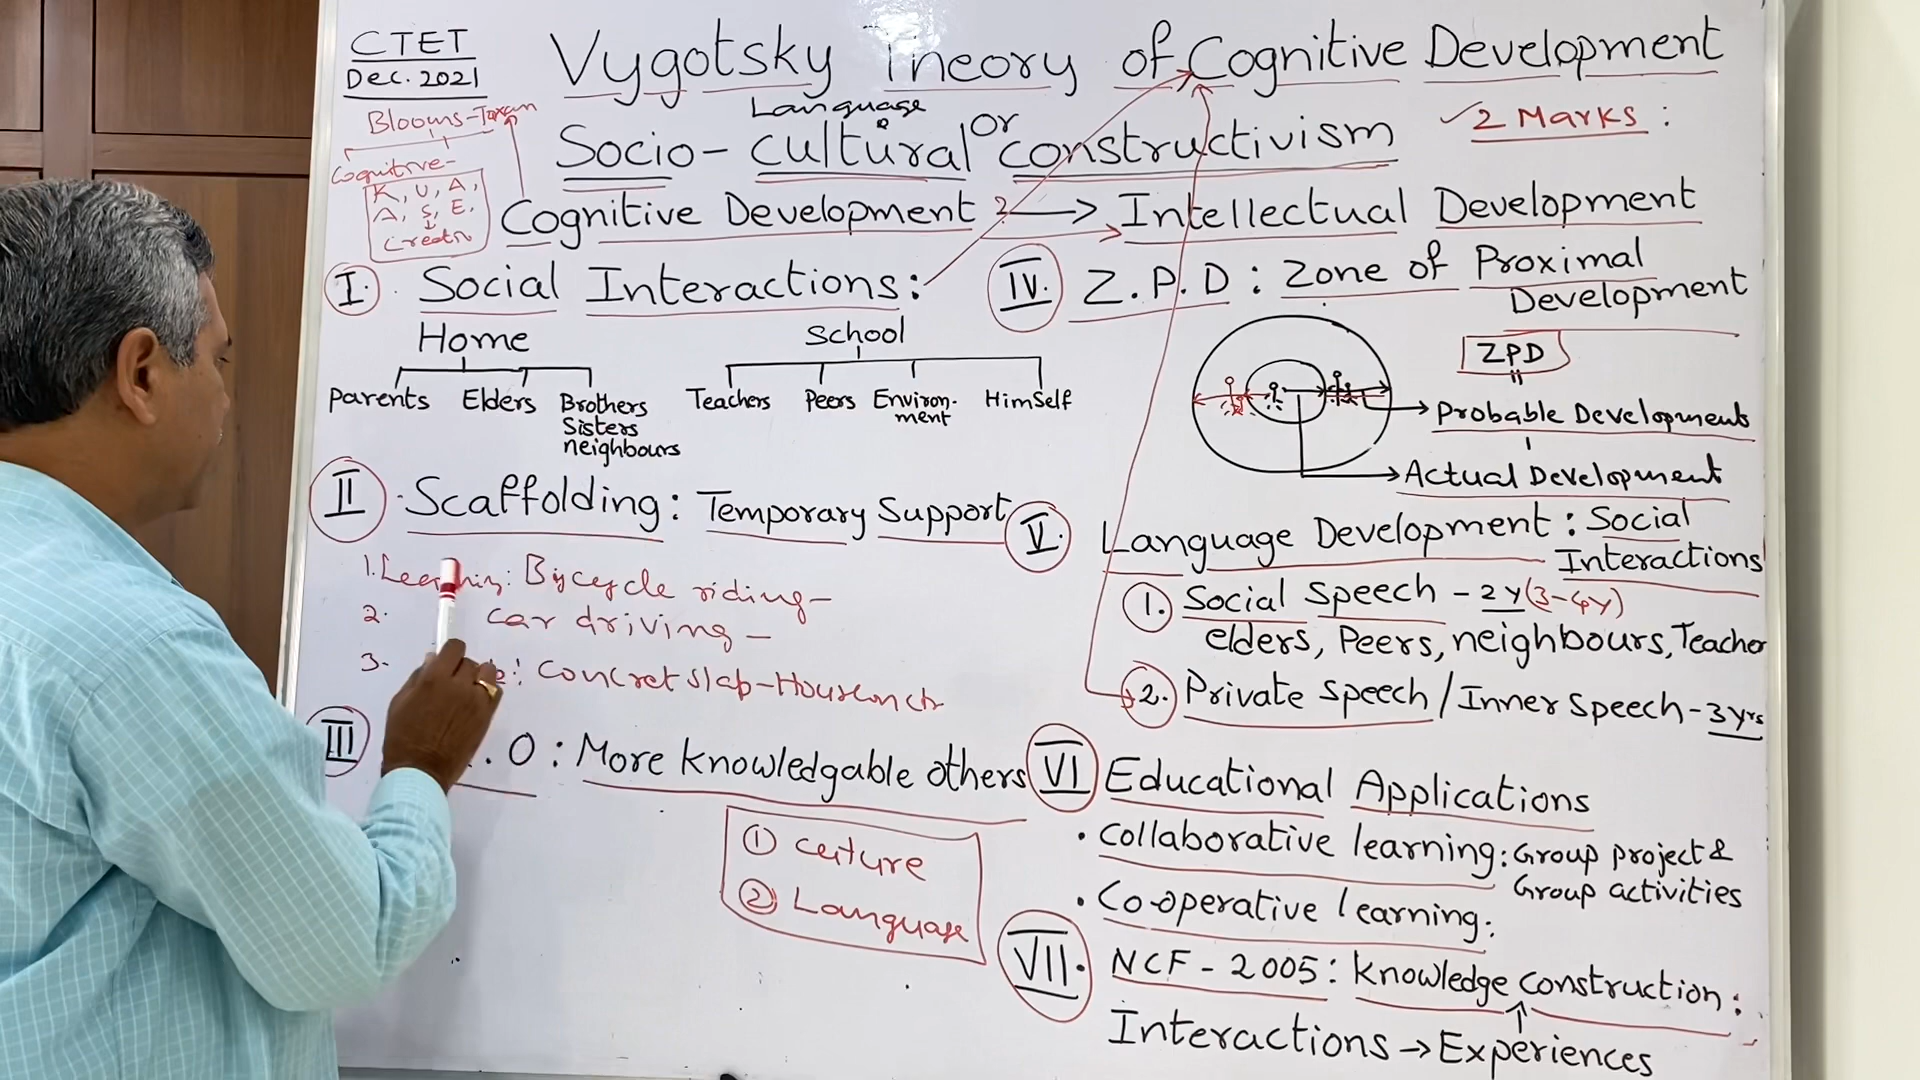 CTET
Dec. 2021
Vygotsky Theory of Cognitive Development
Language
Socio-cultural or constructivism
✓2 Marks:
Blooms-Taxon
Cognitive-
K, U, A,
A, S, E.
Creatn
Cognitive Development ? → Intellectual Development
I. Social Interactions:
Home
Parents Elders Brothers
Sisters
neighbours
School
Teachers Peers Environ-
ment
HimSelf
II. Scaffolding: Temporary Support
1. Learning: Bicycle riding-
2. car driving-
3. Concret slab-
III . O: More knowledgable others
① Culture
② Language
IV. Z.P.D: Zone of Proximal
Development
ZPD
Probable Development
Actual Development
V. Language Development: Social
Interactions
1. Social speech - 2y (3-4y)
elders, Peers, neighbours, Teacher
2. Private speech / Inner speech - 3yrs
VI Educational Applications
• Collaborative learning: Group project &
Group activities
• Co-operative learning:
VII. NCF-2005: Knowledge Construction:
Interactions → Experiences